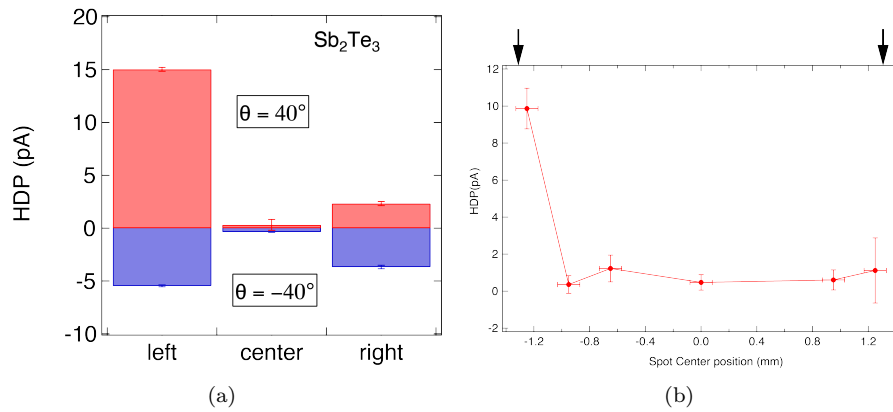 20
15
10
5
0
-5
-10
HDP (pA)
Sb₂Te₃
θ = 40°
θ = −40°
left center right
(a)
12
10
8
6
4
2
0
-2
HDP(pA)
-1.2 -0.8 -0.4 0.0 0.4 0.8 1.2
Spot Center position (mm)
(b)